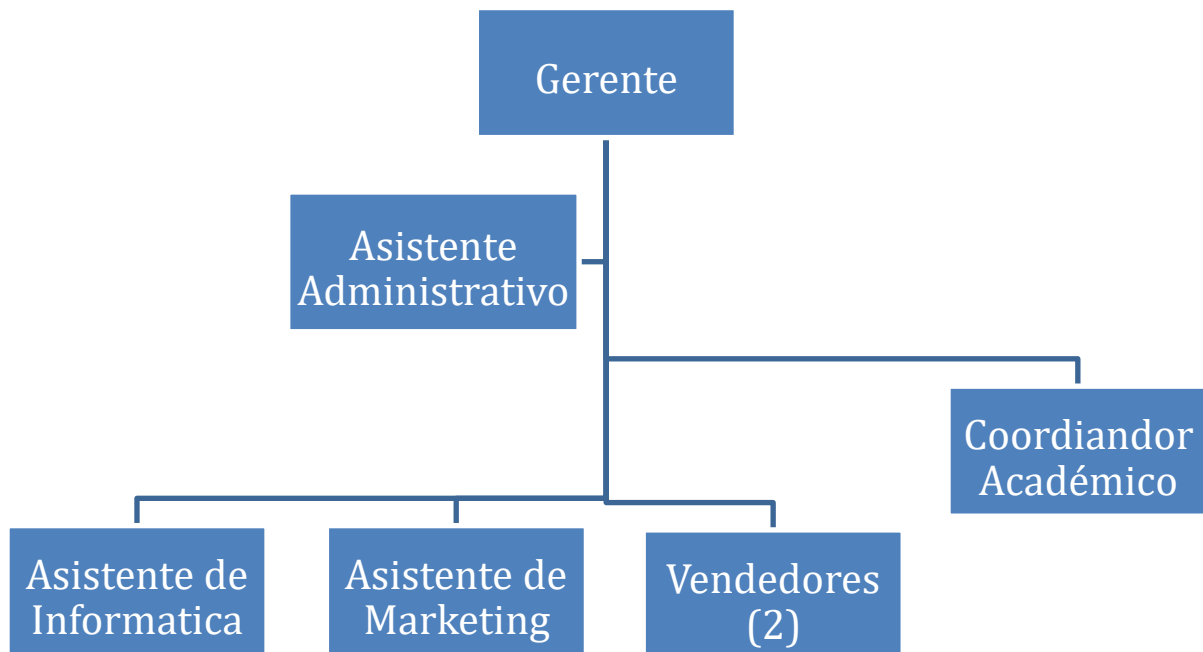 Gerente
Asistente
Administrativo
Coordiandor
Académico
Asistente de
Informatica
Asistente de
Marketing
Vendedores
(2)